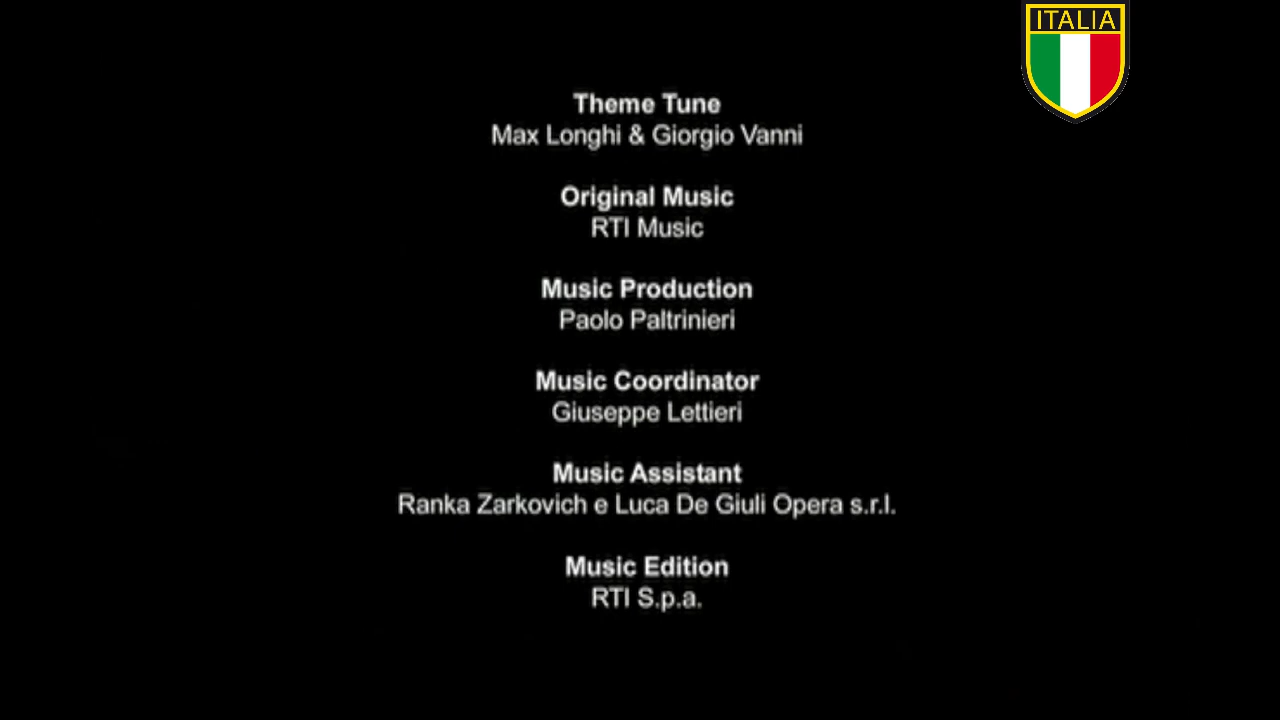 ITALIA
Theme Tune
Max Longhi & Giorgio Vanni
Original Music
RTI Music
Music Production
Paolo Paltrinieri
Music Coordinator
Giuseppe Lettieri
Music Assistant
Ranka Zarkovich e Luca De Giuli Opera s.r.l.
Music Edition
RTI S.p.a.